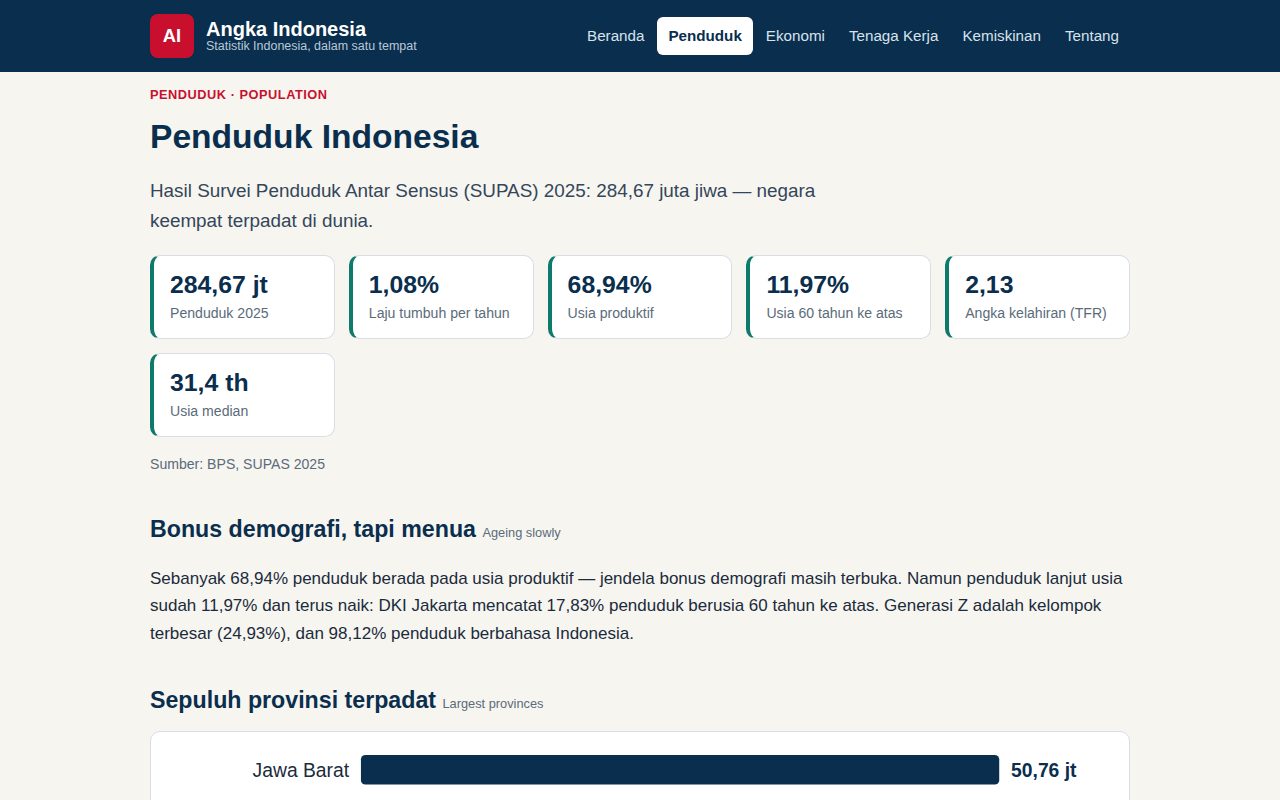 AI
Angka Indonesia
Statistik Indonesia, dalam satu tempat
Beranda
Penduduk
Ekonomi
Tenaga Kerja
Kemiskinan
Tentang
PENDUDUK · POPULATION
Penduduk Indonesia
Hasil Survei Penduduk Antar Sensus (SUPAS) 2025: 284,67 juta jiwa — negara
keempat terpadat di dunia.
284,67 jt
Penduduk 2025
1,08%
Laju tumbuh per tahun
68,94%
Usia produktif
11,97%
Usia 60 tahun ke atas
2,13
Angka kelahiran (TFR)
31,4 th
Usia median
Sumber: BPS, SUPAS 2025
Bonus demografi, tapi menua Ageing slowly
Sebanyak 68,94% penduduk berada pada usia produktif — jendela bonus demografi masih terbuka. Namun penduduk lanjut usia
sudah 11,97% dan terus naik: DKI Jakarta mencatat 17,83% penduduk berusia 60 tahun ke atas. Generasi Z adalah kelompok
terbesar (24,93%), dan 98,12% penduduk berbahasa Indonesia.
Sepuluh provinsi terpadat Largest provinces
Jawa Barat 50,76 jt